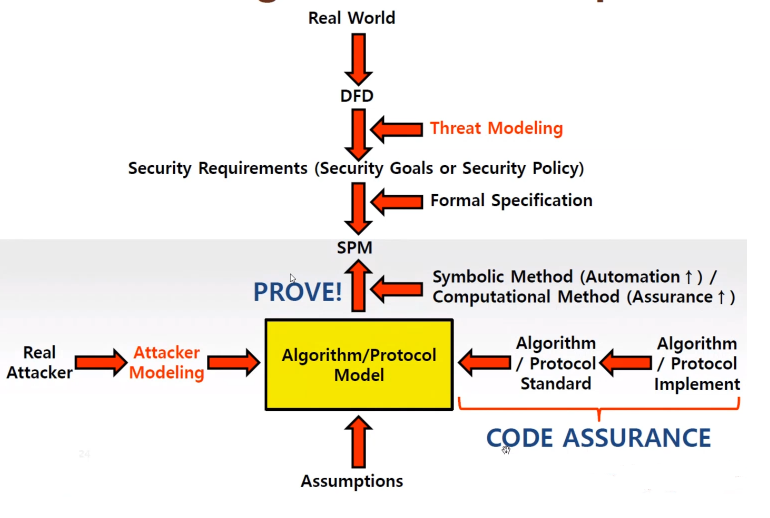 Real World
DFD
Threat Modeling
Security Requirements (Security Goals or Security Policy)
Formal Specification
SPM
PROVE!
Symbolic Method (Automation↑) /
Computational Method (Assurance↑)
Real
Attacker
Attacker
Modeling
Algorithm/Protocol
Model
Algorithm
/ Protocol
Standard
Algorithm
/ Protocol
Implement
CODE ASSURANCE
24
Assumptions